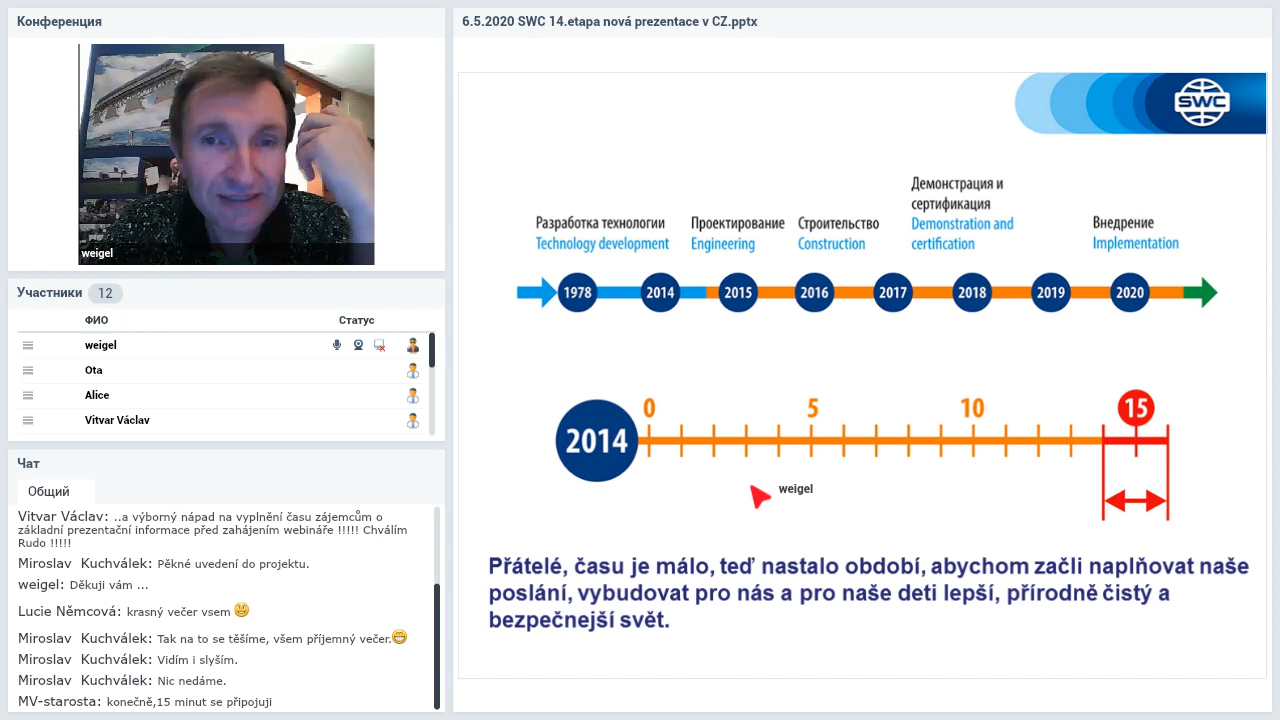 Конференция
weigel
Участники 12
ФИО Статус
weigel
Ota
Alice
Vitvar Václav
Чат
Общий
Vitvar Václav: ..a výborný nápad na vyplnění času zájemcům o
základní prezentační informace před zahájením webináře !!!!! Chválím
Rudo !!!!!
Miroslav Kuchválek: Pěkné uvedení do projektu.
weigel: Děkuji vám ...
Lucie Němcová: krasný večer vsem
Miroslav Kuchválek: Tak na to se těšíme, všem příjemný večer.
Miroslav Kuchválek: Vidím i slyším.
Miroslav Kuchválek: Nic nedáme.
MV-starosta: konečně,15 minut se připojuji
6.5.2020 SWC 14.etapa nová prezentace v CZ.pptx
SWC
Разработка технологии
Technology development
Проектирование
Engineering
Строительство
Construction
Демонстрация и
сертификация
Demonstration and
certification
Внедрение
Implementation
1978 2014 2015 2016 2017 2018 2019 2020
2014 0 5 10 15
weigel
Přátelé, času je málo, teď nastalo období, abychom začli naplňovat naše
poslání, vybudovat pro nás a pro naše deti lepší, přírodně čistý a
bezpečnejší svět.